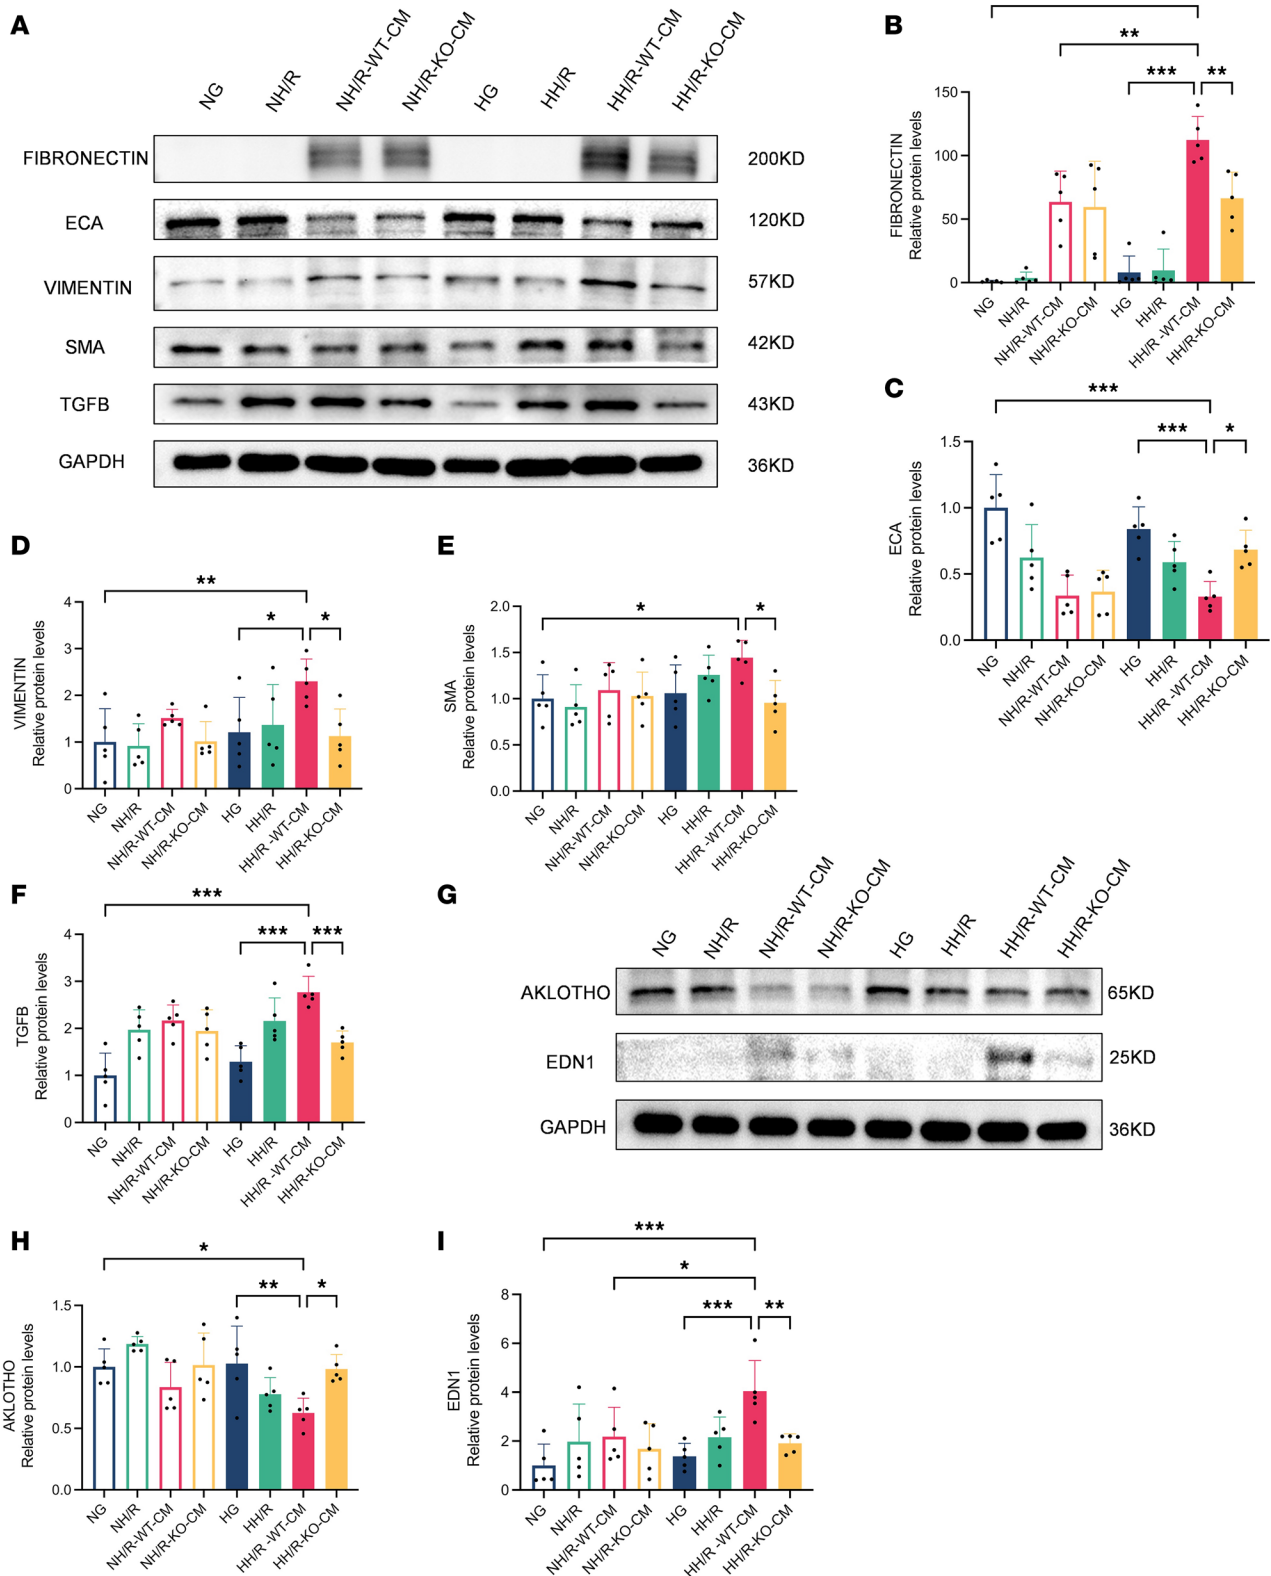 A
NG
NH/R
NH/R-WT-CM
NH/R-KO-CM
HG
HH/R
HH/R-WT-CM
HH/R-KO-CM
FIBRONECTIN
200KD
ECA
120KD
VIMENTIN
57KD
SMA
42KD
TGFB
43KD
GAPDH
36KD
B
**
*** **
FIBRONECTIN
Relative protein levels
150
100
50
0
NG
NH/R
NH/R-WT-CM
NH/R-KO-CM
HG
HH/R
HH/R -WT-CM
HH/R-KO-CM
C
***
*** *
ECA
Relative protein levels
1.5
1.0
0.5
0.0
NG
NH/R
NH/R-WT-CM
NH/R-KO-CM
HG
HH/R
HH/R -WT-CM
HH/R-KO-CM
D
**
* *
VIMENTIN
Relative protein levels
4
3
2
1
0
NG
NH/R
NH/R-WT-CM
NH/R-KO-CM
HG
HH/R
HH/R -WT-CM
HH/R-KO-CM
E
* *
SMA
Relative protein levels
2.0
1.5
1.0
0.5
0.0
NG
NH/R
NH/R-WT-CM
NH/R-KO-CM
HG
HH/R
HH/R -WT-CM
HH/R-KO-CM
F
***
*** ***
TGFB
Relative protein levels
4
3
2
1
0
NG
NH/R
NH/R-WT-CM
NH/R-KO-CM
HG
HH/R
HH/R -WT-CM
HH/R-KO-CM
G
NG
NH/R
NH/R-WT-CM
NH/R-KO-CM
HG
HH/R
HH/R-WT-CM
HH/R-KO-CM
AKLOTHO
65KD
EDN1
25KD
GAPDH
36KD
H
*
** *
AKLOTHO
Relative protein levels
1.5
1.0
0.5
0.0
NG
NH/R
NH/R-WT-CM
NH/R-KO-CM
HG
HH/R
HH/R -WT-CM
HH/R-KO-CM
I
***
*
*** **
EDN1
Relative protein levels
8
6
4
2
0
NG
NH/R
NH/R-WT-CM
NH/R-KO-CM
HG
HH/R
HH/R -WT-CM
HH/R-KO-CM